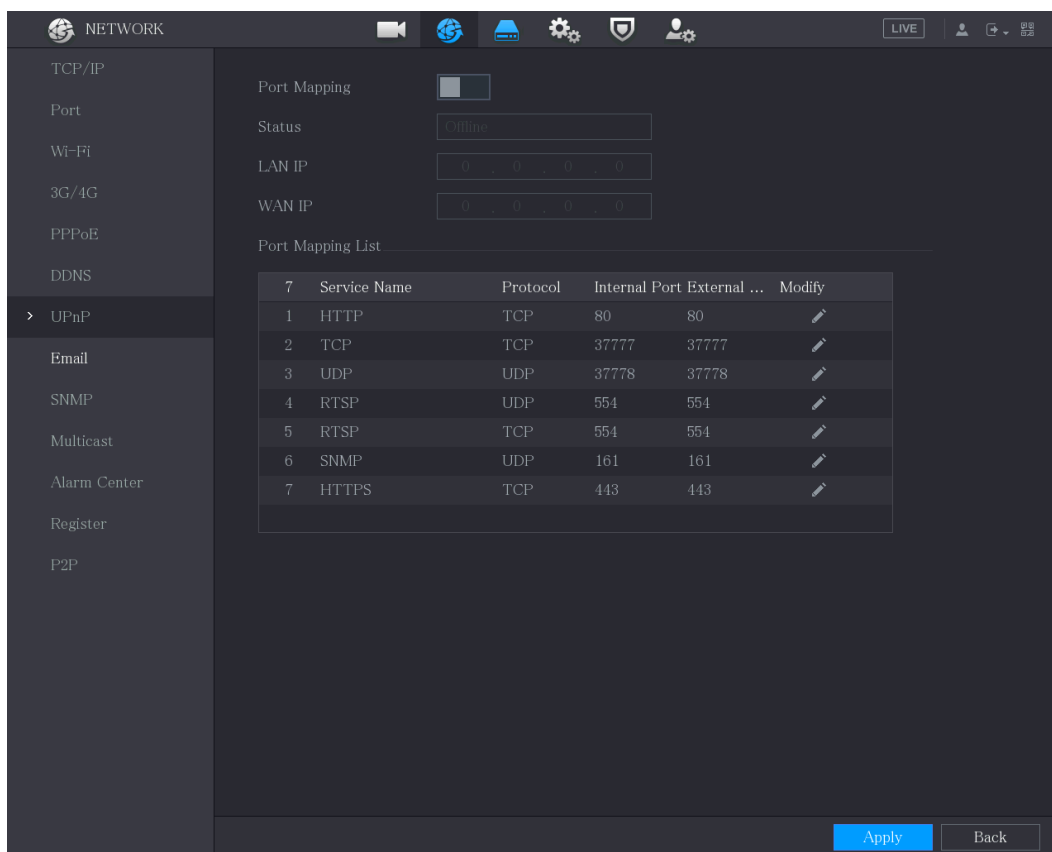 NETWORK
LIVE
TCP/IP
Port
Wi-Fi
3G/4G
PPPoE
DDNS
UPnP
Email
SNMP
Multicast
Alarm Center
Register
P2P
Port Mapping
Status Offline
LAN IP 0 . 0 . 0 . 0
WAN IP 0 . 0 . 0 . 0
Port Mapping List
7 Service Name Protocol Internal Port External ... Modify
1 HTTP TCP 80 80
2 TCP TCP 37777 37777
3 UDP UDP 37778 37778
4 RTSP UDP 554 554
5 RTSP TCP 554 554
6 SNMP UDP 161 161
7 HTTPS TCP 443 443
Apply Back